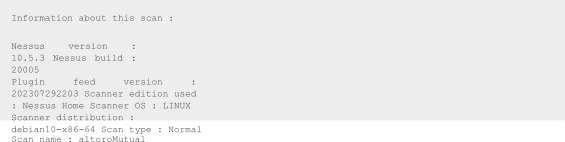 Information about this scan :
Nessus version :
10.5.3 Nessus build :
20005
Plugin feed version :
202307292203 Scanner edition used
: Nessus Home Scanner OS : LINUX
Scanner distribution :
debian10-x86-64 Scan type : Normal
Scan name : altoroMutual